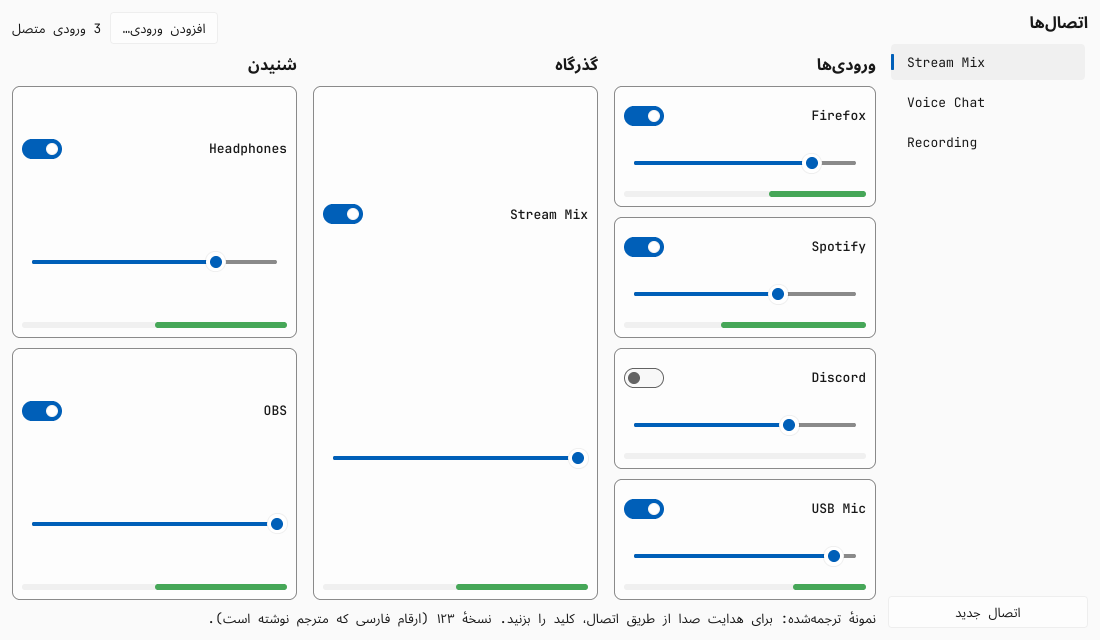 اتصال‌ها
Stream Mix
Voice Chat
Recording
اتصال جدید
افزودن ورودی…
3 ورودی متصل
ورودی‌ها
Firefox
Spotify
Discord
USB Mic
گذرگاه
Stream Mix
شنیدن
Headphones
OBS
نمونهٔ ترجمه‌شده: برای هدایت صدا از طریق اتصال، کلید را بزنید. نسخهٔ ۱۲۳ (ارقام فارسی که مترجم نوشته است).